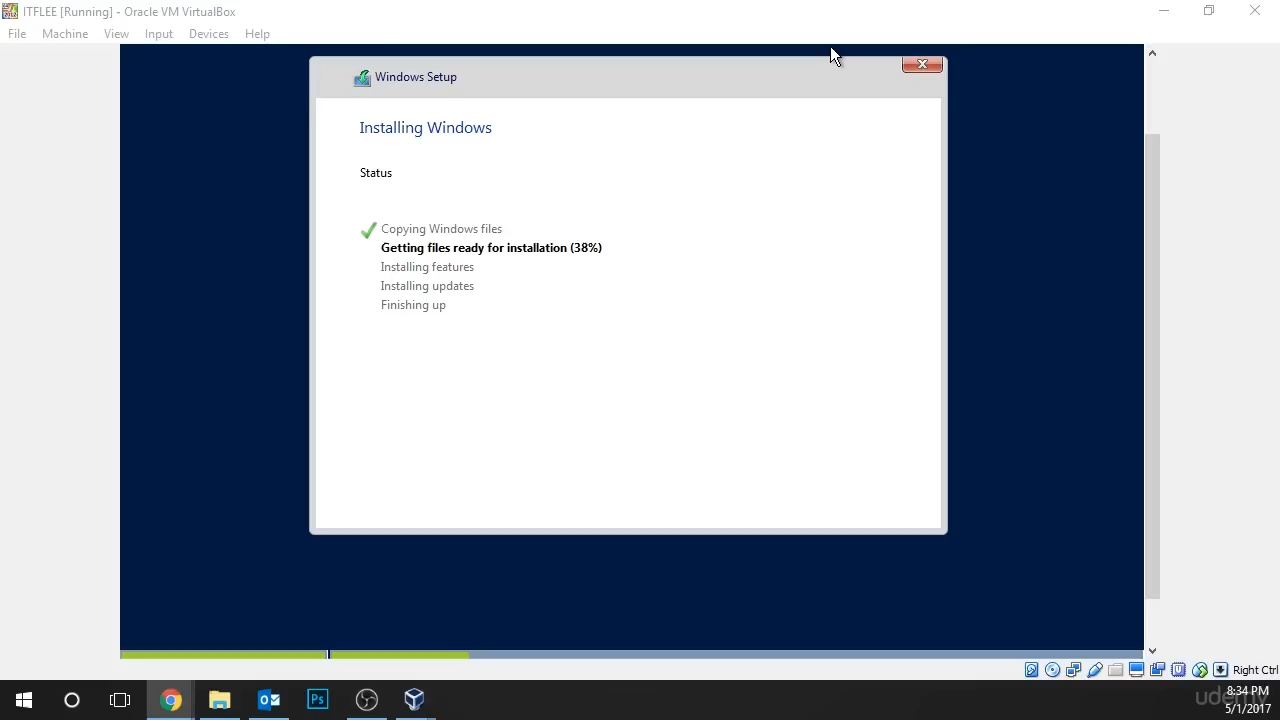 ITFLEE [Running] - Oracle VM VirtualBox
File Machine View Input Devices Help
Windows Setup
Installing Windows
Status
Copying Windows files
Getting files ready for installation (38%)
Installing features
Installing updates
Finishing up
Right Ctrl
Ps
8:34 PM
udemy
5/1/2017